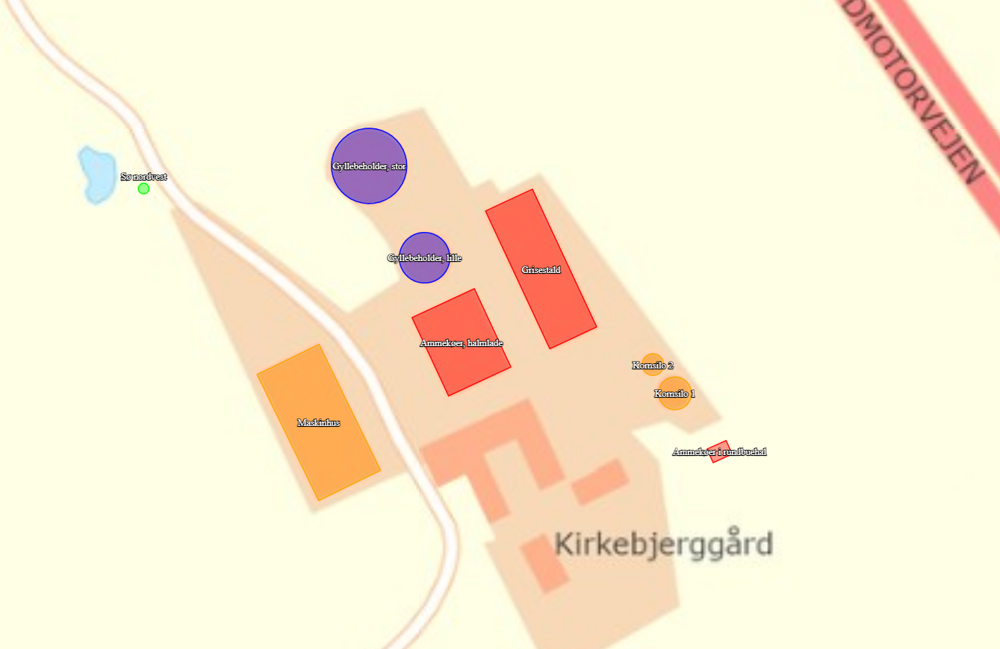 DMOTORVEJEN
Gyllebeholder, stor
Sø nordvest
Gyllebeholder, lille
Grisestald
Ammekøer, halmlade
Kornsilo 2
Kornsilo 1
Maskinhus
Ammekøer i rundbuehal
Kirkebjerggård